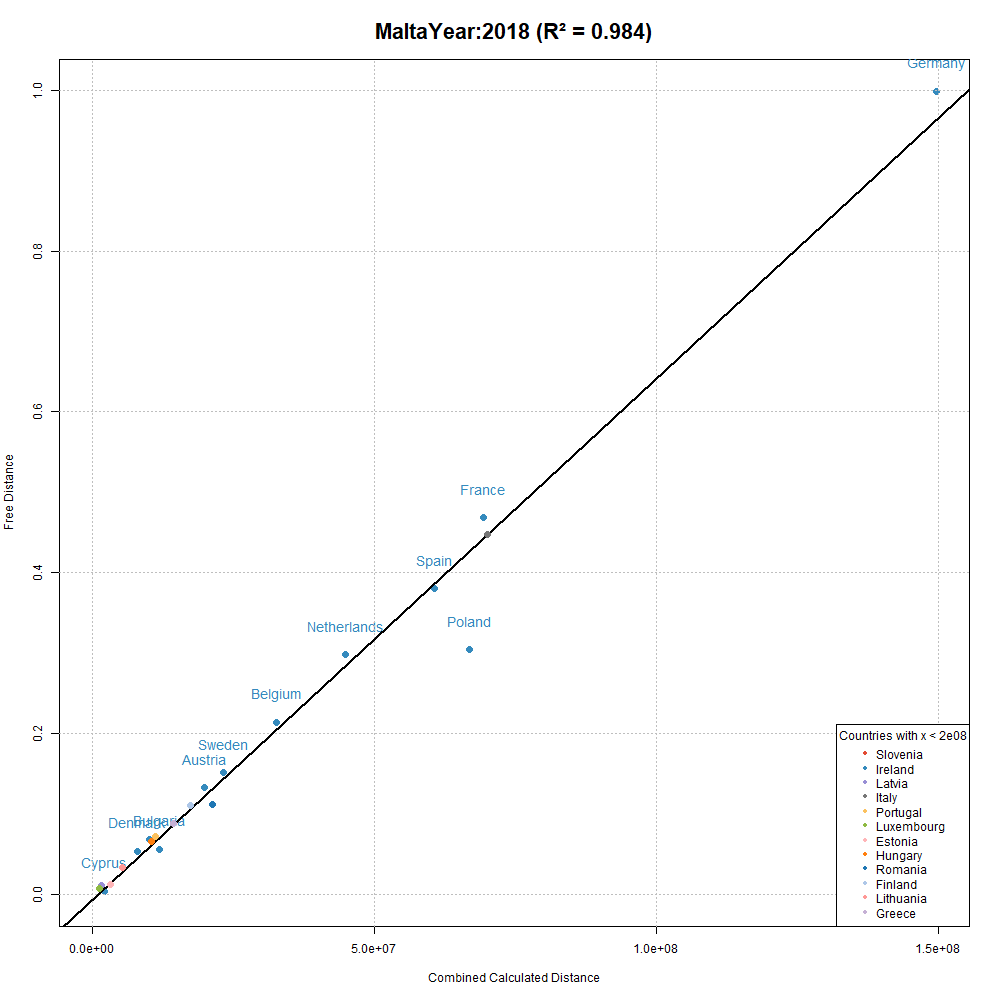 MaltaYear:2018 (R² = 0.984)
Germany
1.0
0.8
0.6
Free Distance
France
Spain
0.4
Poland
Netherlands
Belgium
0.2
Sweden
Austria
Denmark
Bulgaria
Cyprus
0.0
Countries with x < 2e08
Slovenia
Ireland
Latvia
Italy
Portugal
Luxembourg
Estonia
Hungary
Romania
Finland
Lithuania
Greece
0.0e+00 5.0e+07 1.0e+08 1.5e+08
Combined Calculated Distance